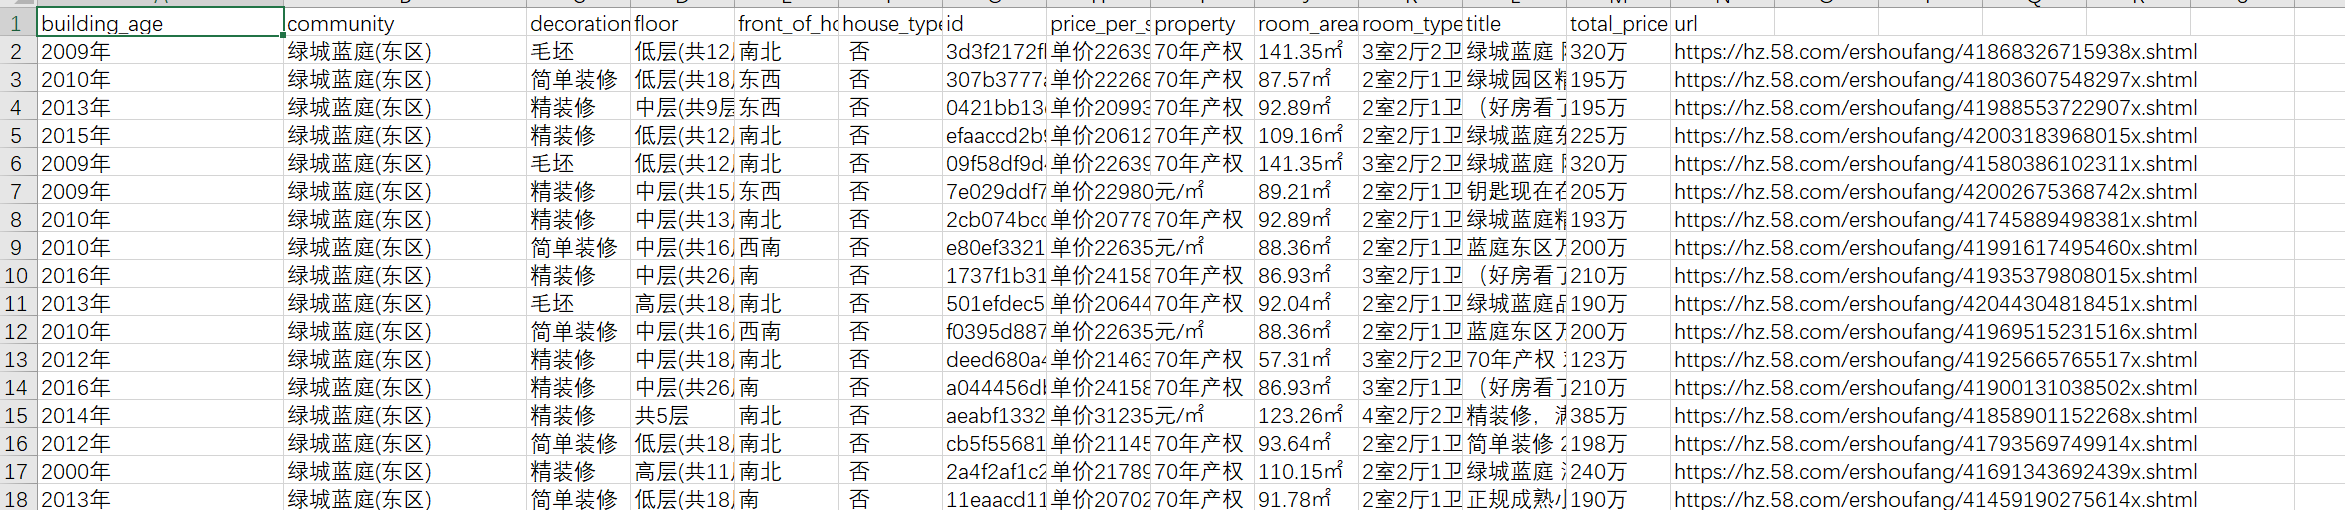 building_age community decoration floor front_of_ho house_type id price_per_s property room_area room_type title total_price url
1
2 2009年 绿城蓝庭(东区) 毛坯 低层(共12 南北 否 3d3f2172f 单价22639 70年产权 141.35㎡ 3室2厅2卫 绿城蓝庭 320万 https://hz.58.com/ershoufang/41868326715938x.shtml
3 2010年 绿城蓝庭(东区) 简单装修 低层(共18 东西 否 307b3777 单价22268 70年产权 87.57㎡ 2室2厅1卫 绿城园区精 195万 https://hz.58.com/ershoufang/41803607548297x.shtml
4 2013年 绿城蓝庭(东区) 精装修 中层(共9层 东西 否 0421bb13 单价20993 70年产权 92.89㎡ 2室2厅1卫 （好房看了 195万 https://hz.58.com/ershoufang/41988553722907x.shtml
5 2015年 绿城蓝庭(东区) 精装修 低层(共12 南北 否 efaaccd2b9 单价20612 70年产权 109.16㎡ 2室2厅1卫 绿城蓝庭东 225万 https://hz.58.com/ershoufang/42003183968015x.shtml
6 2009年 绿城蓝庭(东区) 毛坯 低层(共12 南北 否 09f58df9d 单价22639 70年产权 141.35㎡ 3室2厅2卫 绿城蓝庭 320万 https://hz.58.com/ershoufang/41580386102311x.shtml
7 2009年 绿城蓝庭(东区) 精装修 中层(共15 东西 否 7e029ddf7 单价22980元/㎡ 89.21㎡ 2室2厅1卫 钥匙现在在 205万 https://hz.58.com/ershoufang/42002675368742x.shtml
8 2010年 绿城蓝庭(东区) 精装修 中层(共13 南北 否 2cb074bcc 单价20778 70年产权 92.89㎡ 2室2厅1卫 绿城蓝庭精 193万 https://hz.58.com/ershoufang/41745889498381x.shtml
9 2010年 绿城蓝庭(东区) 简单装修 中层(共16 西南 否 e80ef3321 单价22635元/㎡ 88.36㎡ 2室2厅1卫 蓝庭东区万 200万 https://hz.58.com/ershoufang/41991617495460x.shtml
10 2016年 绿城蓝庭(东区) 精装修 中层(共26 南 否 1737f1b31 单价24158 70年产权 86.93㎡ 3室2厅1卫 （好房看了 210万 https://hz.58.com/ershoufang/41935379808015x.shtml
11 2013年 绿城蓝庭(东区) 毛坯 高层(共18 南北 否 501efdec5 单价20644 70年产权 92.04㎡ 2室2厅1卫 绿城蓝庭品 190万 https://hz.58.com/ershoufang/42044304818451x.shtml
12 2010年 绿城蓝庭(东区) 简单装修 中层(共16 西南 否 f0395d887 单价22635元/㎡ 88.36㎡ 2室2厅1卫 蓝庭东区万 200万 https://hz.58.com/ershoufang/41969515231516x.shtml
13 2012年 绿城蓝庭(东区) 精装修 中层(共18 南北 否 deed680a4 单价21463 70年产权 57.31㎡ 3室2厅2卫 70年产权 123万 https://hz.58.com/ershoufang/41925665765517x.shtml
14 2016年 绿城蓝庭(东区) 精装修 中层(共26 南 否 a044456db 单价24158 70年产权 86.93㎡ 3室2厅1卫 （好房看了 210万 https://hz.58.com/ershoufang/41900131038502x.shtml
15 2014年 绿城蓝庭(东区) 精装修 共5层 南北 否 aeabf1332 单价31235元/㎡ 123.26㎡ 4室2厅2卫 精装修，满 385万 https://hz.58.com/ershoufang/41858901152268x.shtml
16 2012年 绿城蓝庭(东区) 简单装修 低层(共18 南北 否 cb5f55681 单价21145 70年产权 93.64㎡ 2室2厅1卫 简单装修 2 198万 https://hz.58.com/ershoufang/41793569749914x.shtml
17 2000年 绿城蓝庭(东区) 精装修 高层(共11 南北 否 2a4f2af1c2 单价21789 70年产权 110.15㎡ 2室2厅1卫 绿城蓝庭 240万 https://hz.58.com/ershoufang/41691343692439x.shtml
18 2013年 绿城蓝庭(东区) 简单装修 低层(共18 南 否 11eaacd11 单价20702 70年产权 91.78㎡ 2室2厅1卫 正规成熟小 190万 https://hz.58.com/ershoufang/41459190275614x.shtml